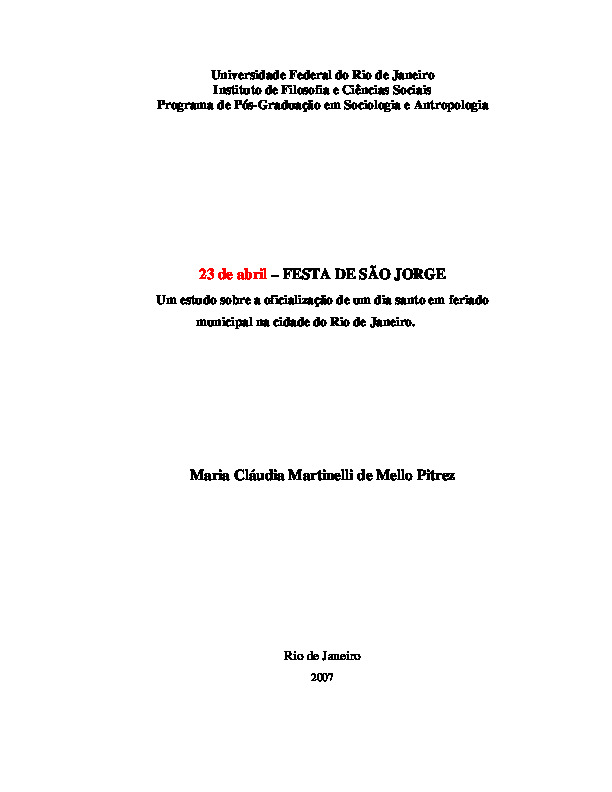 Universidade Federal do Rio de Janeiro
Instituto de Filosofia e Ciências Sociais
Programa de Pós-Graduação em Sociologia e Antropologia
23 de abril – FESTA DE SÃO JORGE
Um estudo sobre a oficialização de um dia santo em feriado
municipal na cidade do Rio de Janeiro.
Maria Cláudia Martinelli de Mello Pitrez
Rio de Janeiro
2007